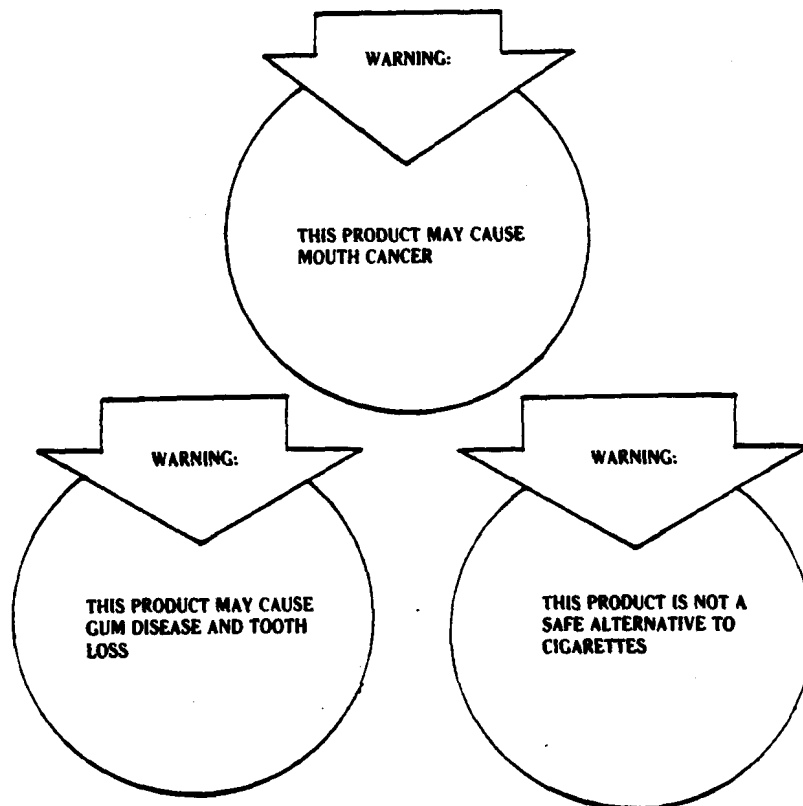 WARNING:
THIS PRODUCT MAY CAUSE
MOUTH CANCER
WARNING:
THIS PRODUCT MAY CAUSE
GUM DISEASE AND TOOTH
LOSS
WARNING:
THIS PRODUCT IS NOT A
SAFE ALTERNATIVE TO
CIGARETTES